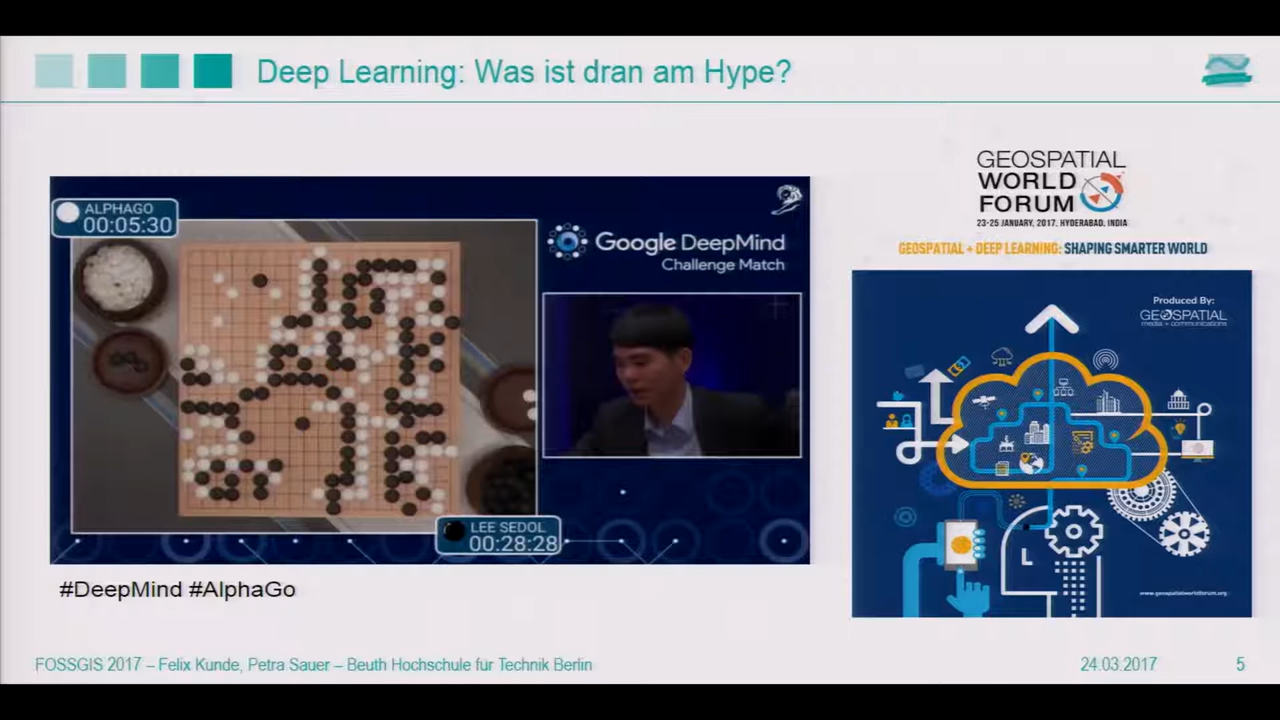 Deep Learning: Was ist dran am Hype?
ALPHAGO
00:05:30
Google DeepMind
Challenge Match
LEE SEDOL
00:28:28
#DeepMind #AlphaGo
GEOSPATIAL
WORLD
FORUM
23-25 JANUARY, 2017, HYDERABAD, INDIA
GEOSPATIAL + DEEP LEARNING: SHAPING SMARTER WORLD
Produced By:
GEOSPATIAL
media + communications
www.geospatialworldforum.org
FOSSGIS 2017 – Felix Kunde, Petra Sauer – Beuth Hochschule für Technik Berlin
24.03.2017
5